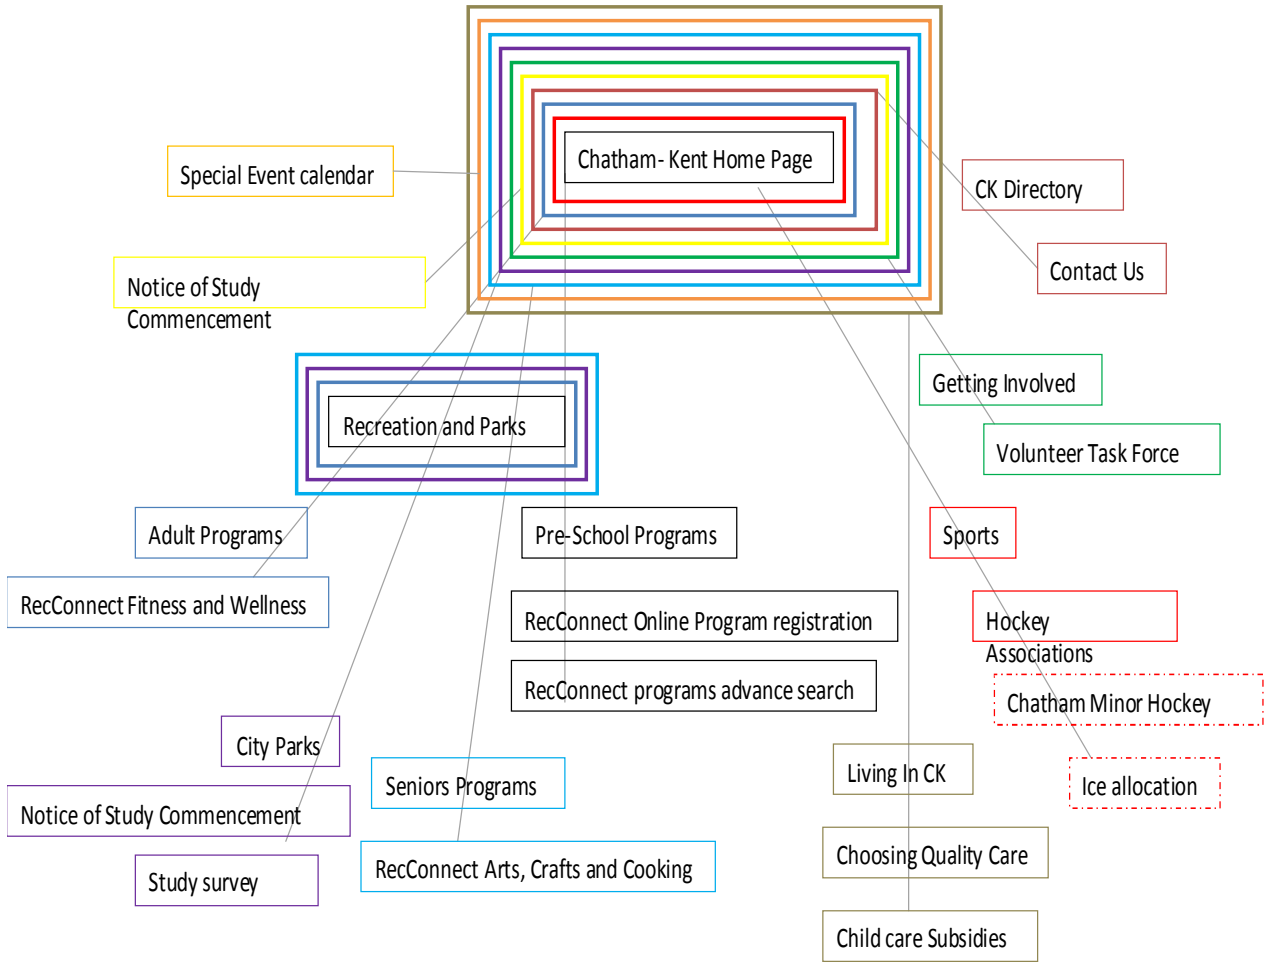 Chatham- Kent Home Page
Special Event calendar
CK Directory
Contact Us
Notice of Study
Commencement
Getting Involved
Recreation and Parks
Volunteer Task Force
Adult Programs
Pre-School Programs
Sports
RecConnect Fitness and Wellness
RecConnect Online Program registration
Hockey
Associations
RecConnect programs advance search
Chatham Minor Hockey
City Parks
Living In CK
Seniors Programs
Ice allocation
Notice of Study Commencement
Choosing Quality Care
RecConnect Arts, Crafts and Cooking
Study survey
Child care Subsidies